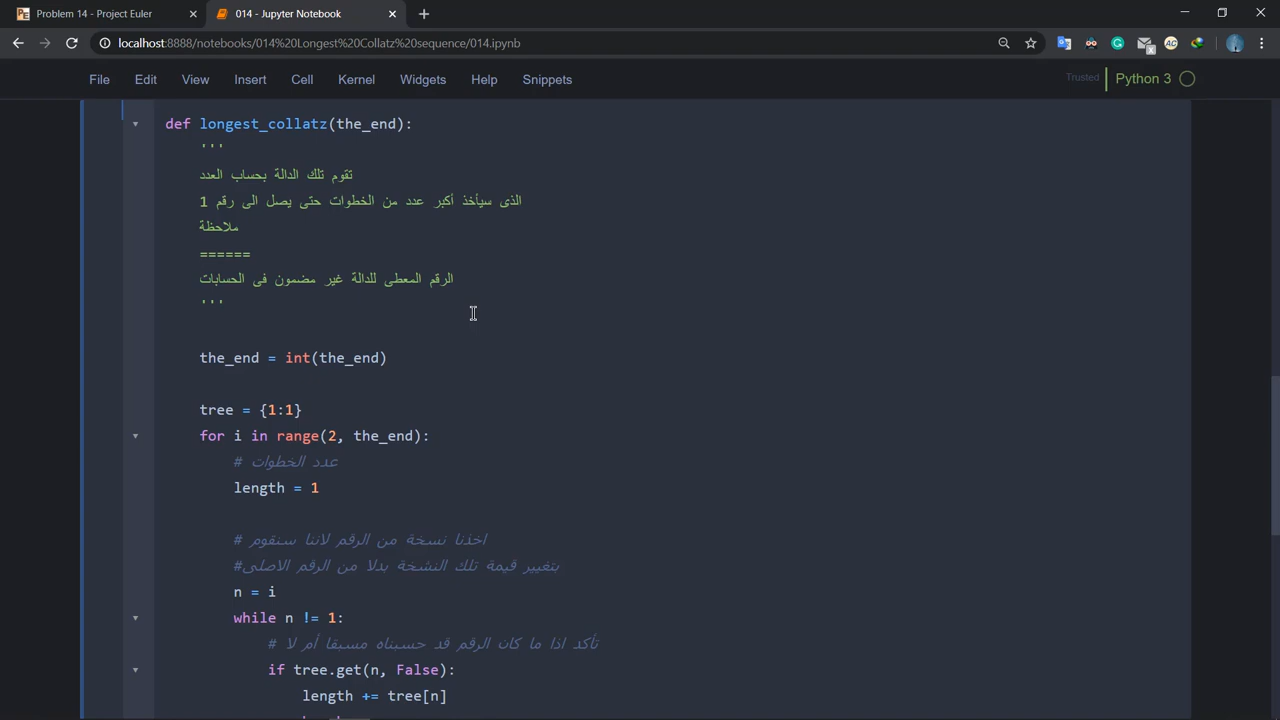 Problem 14 - Project Euler
014 - Jupyter Notebook
localhost:8888/notebooks/014%20Longest%20Collatz%20sequence/014.ipynb
File Edit View Insert Cell Kernel Widgets Help Snippets
Trusted
Python 3
def longest_collatz(the_end):
'''
تقوم تلك الدالة بحساب العدد
الذى سيأخذ أكبر عدد من الخطوات حتى يصل الى رقم 1
ملاحظة
======
الرقم المعطى للدالة غير مضمون فى الحسابات
'''
the_end = int(the_end)
tree = {1:1}
for i in range(2, the_end):
# عدد الخطوات
length = 1
# اخذنا نسخة من الرقم لاننا سنقوم
#بتغيير قيمة تلك النسخة بدلا من الرقم الاصلى
n = i
while n != 1:
# تأكد اذا ما كان الرقم قد حسبناه مسبقا أم لا
if tree.get(n, False):
length += tree[n]